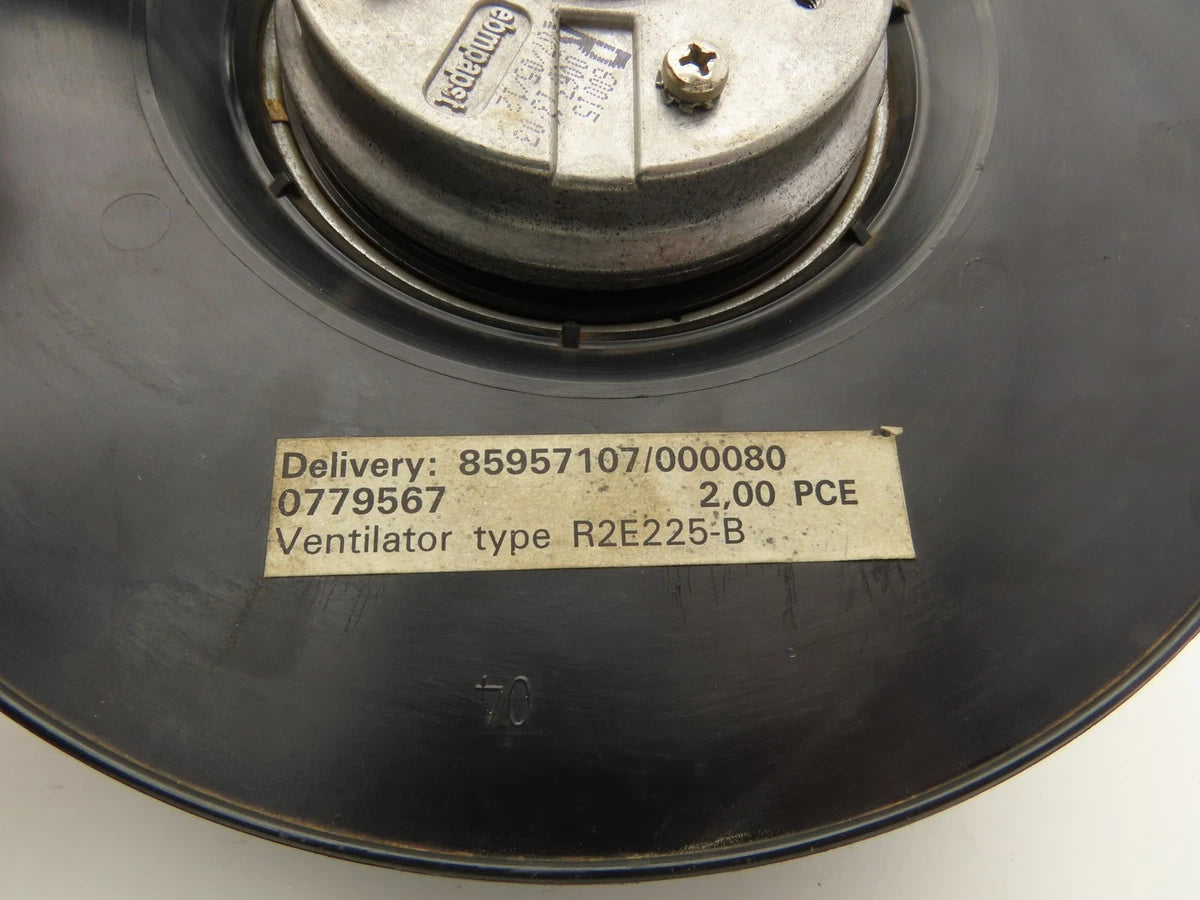 ebmpapst
Delivery: 85957107/000080
0779567 2,00 PCE
Ventilator type R2E225-B
04